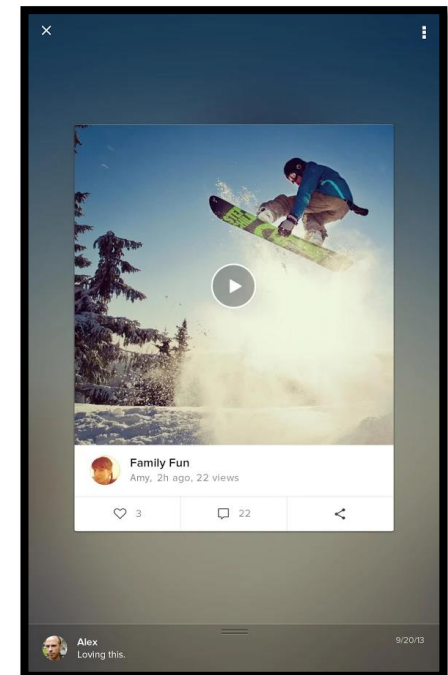 Family Fun
Amy, 2h ago, 22 views
3
22
Alex
9/20/13
Loving this.